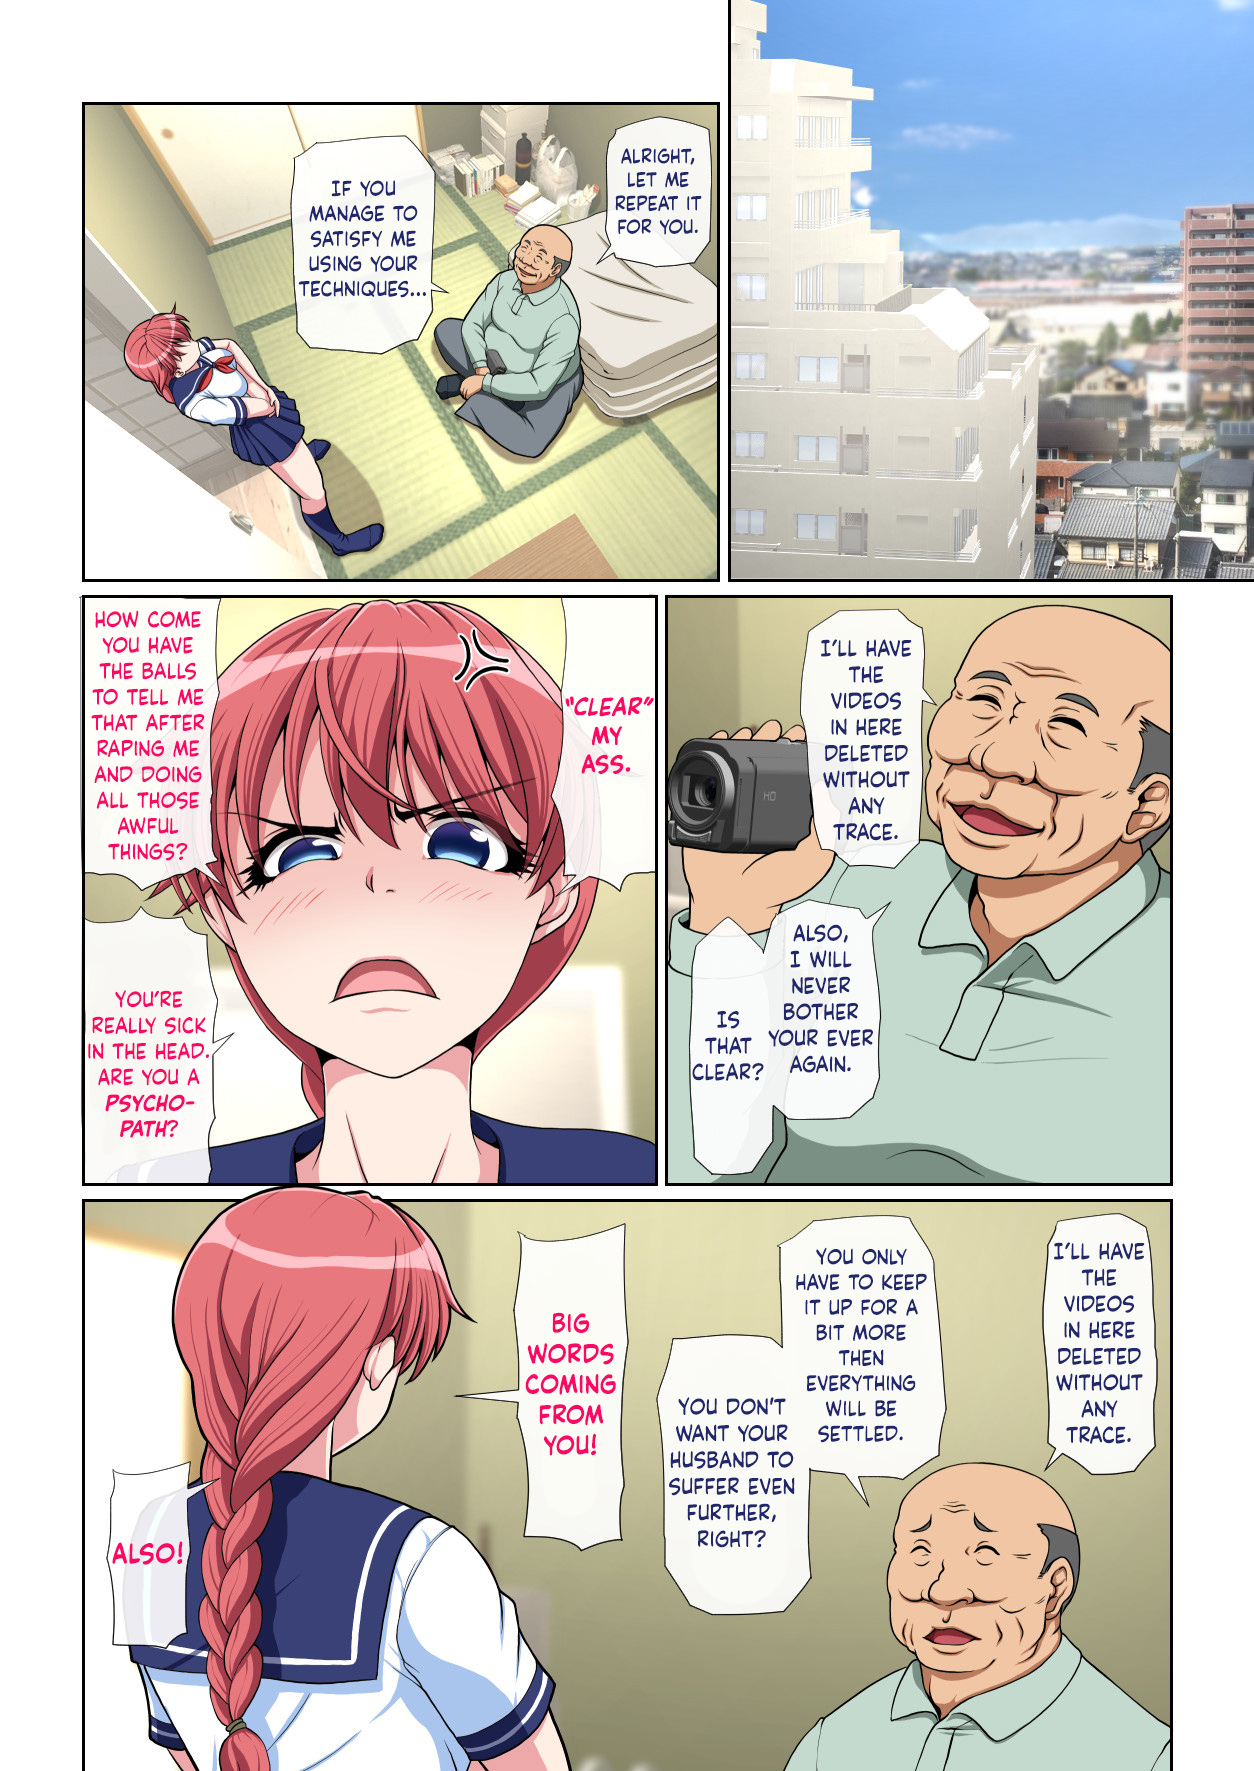 ALRIGHT,
LET ME
REPEAT IT
FOR YOU.
IF YOU
MANAGE TO
SATISFY ME
USING YOUR
TECHNIQUES...
I'LL HAVE
THE
VIDEOS
IN HERE
DELETED
WITHOUT
ANY
TRACE.
HD
ALSO,
I WILL
NEVER
BOTHER
YOUR EVER
AGAIN.
IS
THAT
CLEAR?
"CLEAR"
MY
ASS.
HOW COME
YOU HAVE
THE BALLS
TO TELL ME
THAT AFTER
RAPING ME
AND DOING
ALL THOSE
AWFUL
THINGS?
YOU'RE
REALLY SICK
IN THE HEAD.
ARE YOU A
PSYCHO-
PATH?
I'LL HAVE
THE
VIDEOS
IN HERE
DELETED
WITHOUT
ANY
TRACE.
YOU ONLY
HAVE TO KEEP
IT UP FOR A
BIT MORE
THEN
EVERYTHING
WILL BE
SETTLED.
YOU DON'T
WANT YOUR
HUSBAND TO
SUFFER EVEN
FURTHER,
RIGHT?
BIG
WORDS
COMING
FROM
YOU!
ALSO!